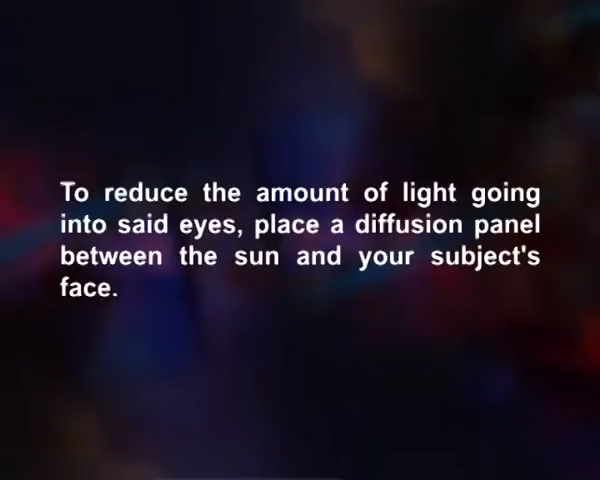 To reduce the amount of light going
into said eyes, place a diffusion panel
between the sun and your subject's
face.